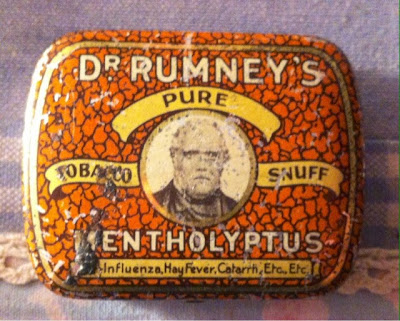 DR RUMNEY'S
PURE
TOBACCO SNUFF
MENTHOLYPTUS
Influenza, Hay Fever, Catarrh, Etc., Etc.